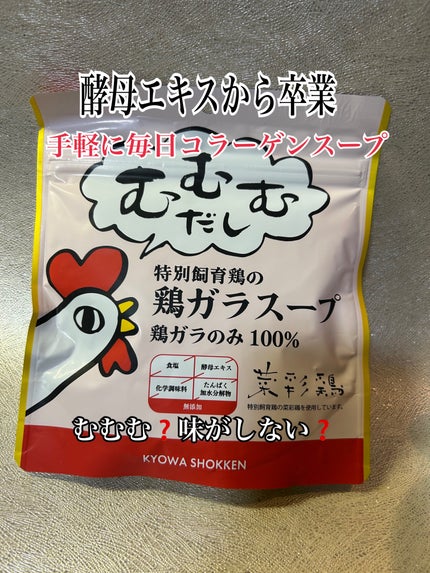 酵母エキスから卒業
手軽に毎日コラーゲンスープ
むむむ
だし
特別飼育鶏の
鶏ガラスープ
鶏ガラのみ 100%
食塩
酵母エキス
化学調味料
たんぱく
加水分解物
無添加
菜彩鶏
特別飼育鶏の菜彩鶏を使用しています。
むむむ❓味がしない❓
KYOWA SHOKKEN